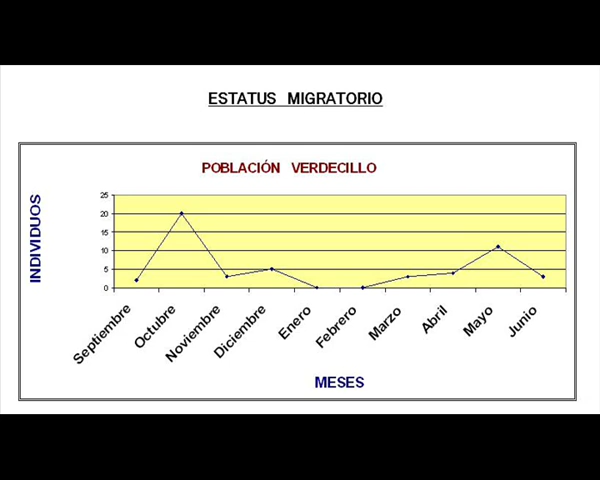 ESTATUS MIGRATORIO
POBLACIÓN VERDECILLO
INDIVIDUOS
25
20
15
10
5
0
Septiembre
Octubre
Noviembre
Diciembre
Enero
Febrero
Marzo
Abril
Mayo
Junio
MESES